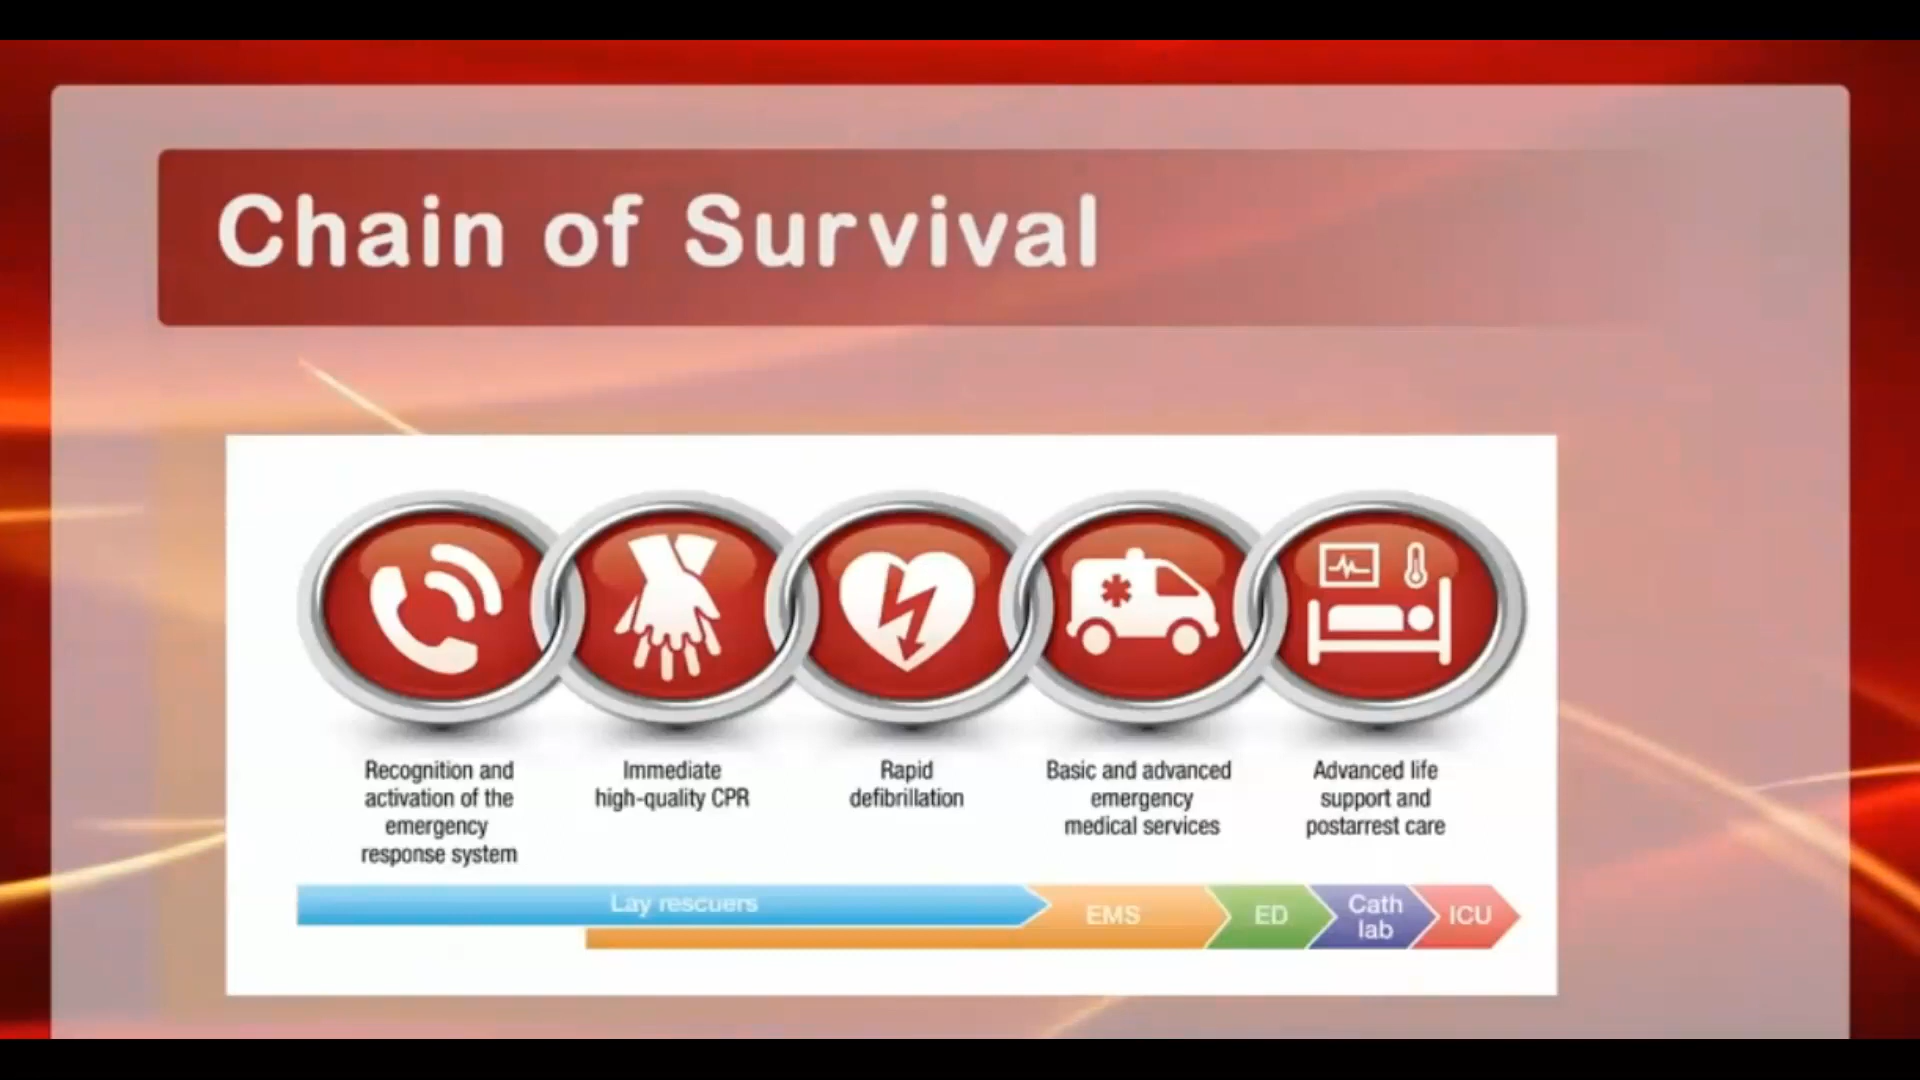 Chain of Survival
Recognition and
activation of the
emergency
response system
Immediate
high-quality CPR
Rapid
defibrillation
Basic and advanced
emergency
medical services
Advanced life
support and
postarrest care
Lay rescuers
EMS
ED
Cath
lab
ICU